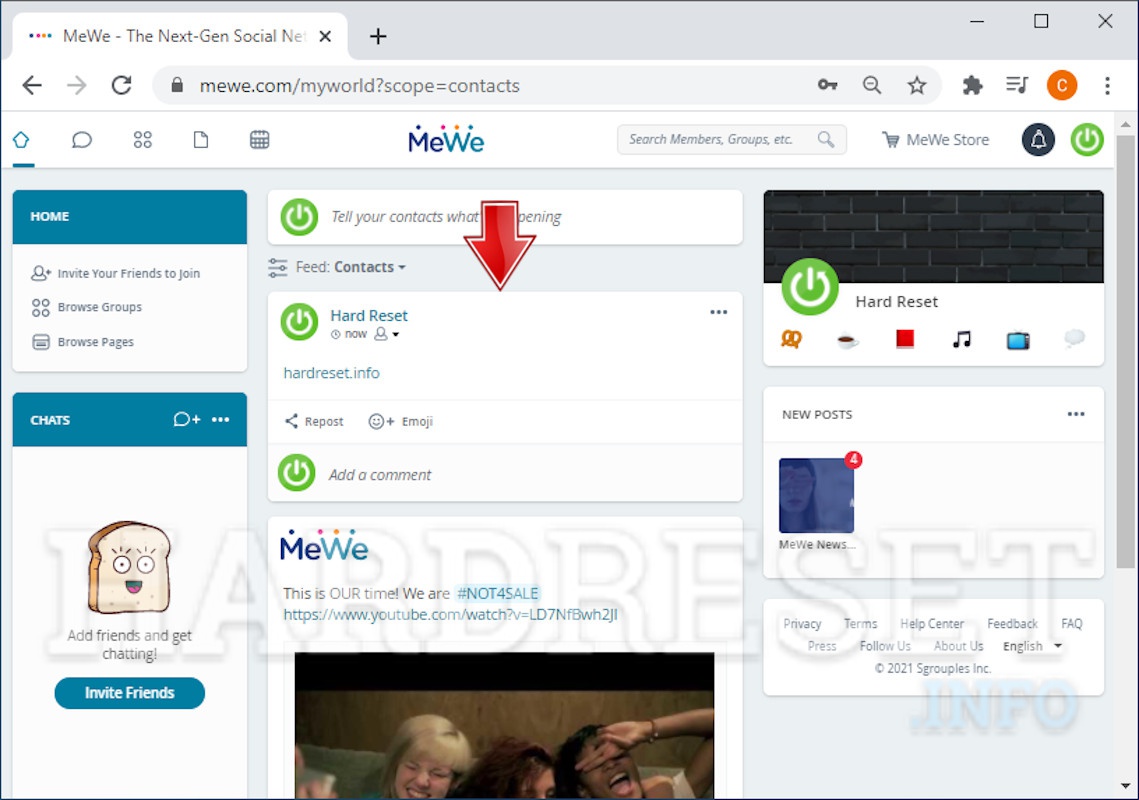 MeWe - The Next-Gen Social Ne
mewe.com/myworld?scope=contacts
C
MeWe
Search Members, Groups, etc.
MeWe Store
HOME
Invite Your Friends to Join
Browse Groups
Browse Pages
CHATS
Add friends and get
chatting!
Invite Friends
Tell your contacts what pening
Feed: Contacts
Hard Reset
now
hardreset.info
Repost
Emoji
Add a comment
MeWe
This is OUR time! We are #NOT4SALE
https://www.youtube.com/watch?v=LD7NfBwh2JI
Hard Reset
NEW POSTS
4
MeWe News...
Privacy Terms Help Center Feedback FAQ
Press Follow Us About Us English
© 2021 Sgrouples Inc.
HARDRESET
.INFO